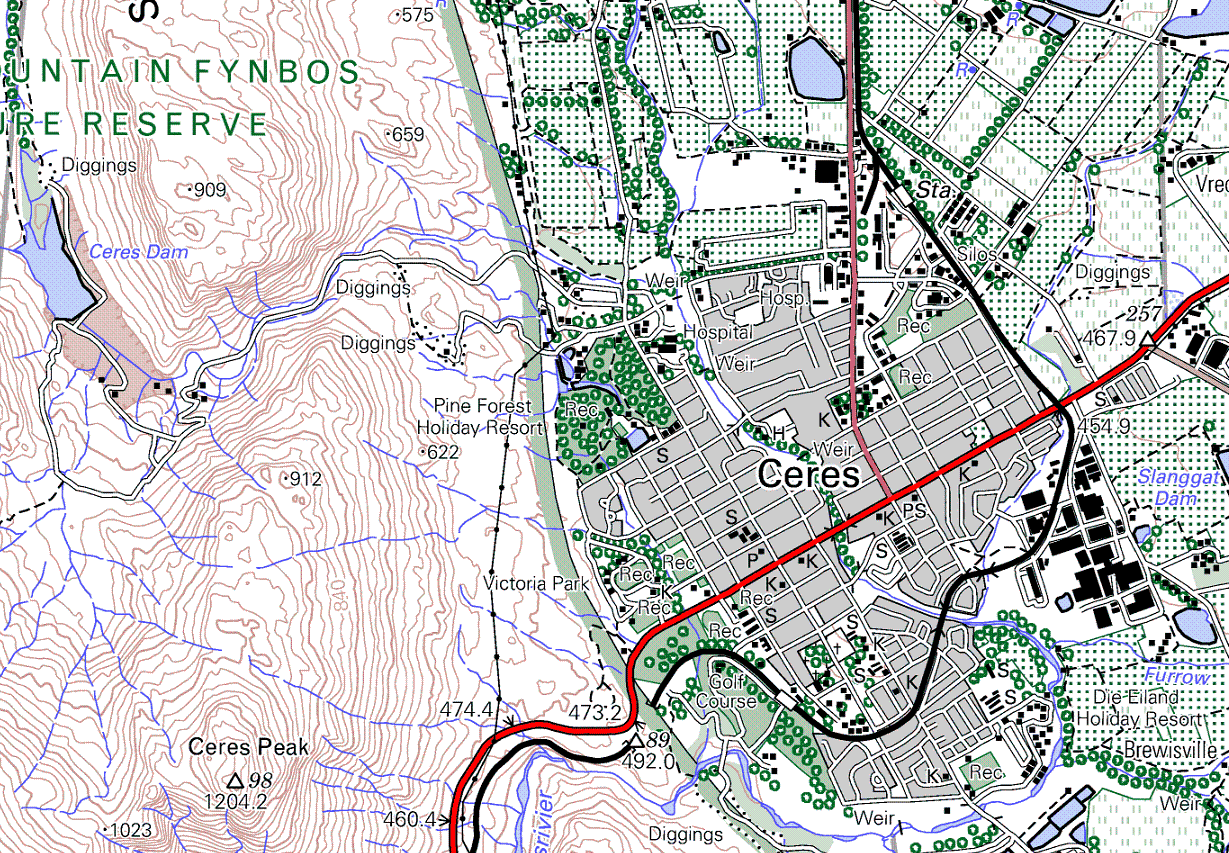 S
575
UNTAIN FYNBOS
URE RESERVE
659
Diggings
909
Ceres Dam
Diggings
Diggings
R
R
Sta
Vred
Silos
Diggings
Weir
Hosp.
Hospital
Weir
Rec
Rec
257
467.9
S
454.9
Pine Forest
Holiday Resort
622
Rec
S
K
H
Weir
Ceres
K
PS
K
912
Slanggat
Dam
S
P
K
K
S
Rec
Rec
K
Rec
Rec
S
Victoria Park
840
Rec
S
S
K
S
S
Furrow
Die Eiland
Holiday Resort
Brewisville
Golf
Course
474.4
473.2
89
492.0
Ceres Peak
98
1204.2
1023
460.4
srivier
Diggings
K
Rec
Weir
Weir